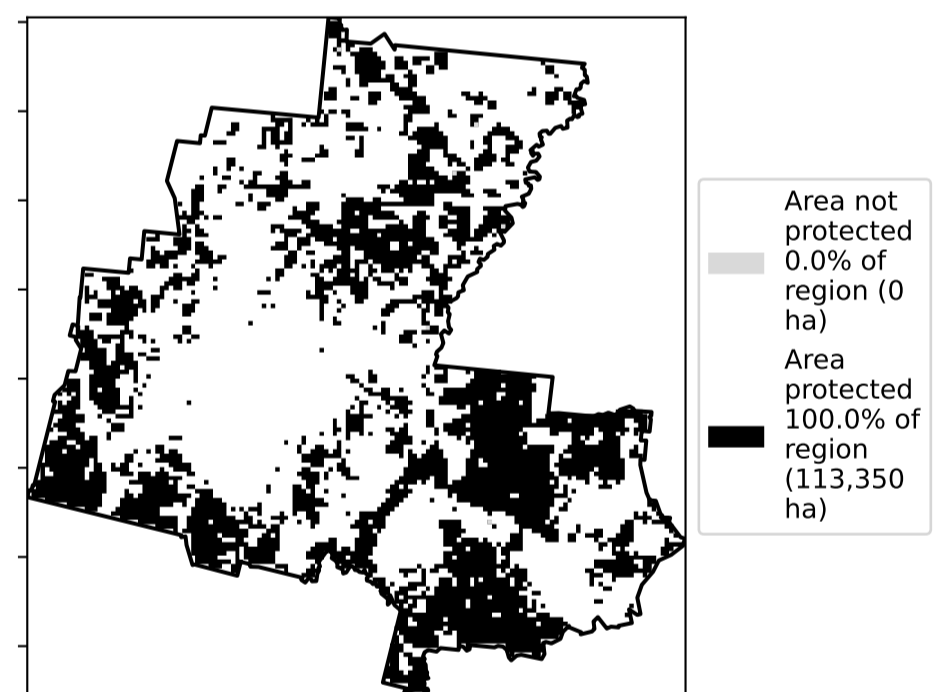 Area not
protected
0.0% of
region (0
ha)
Area
protected
100.0% of
region
(113,350
ha)